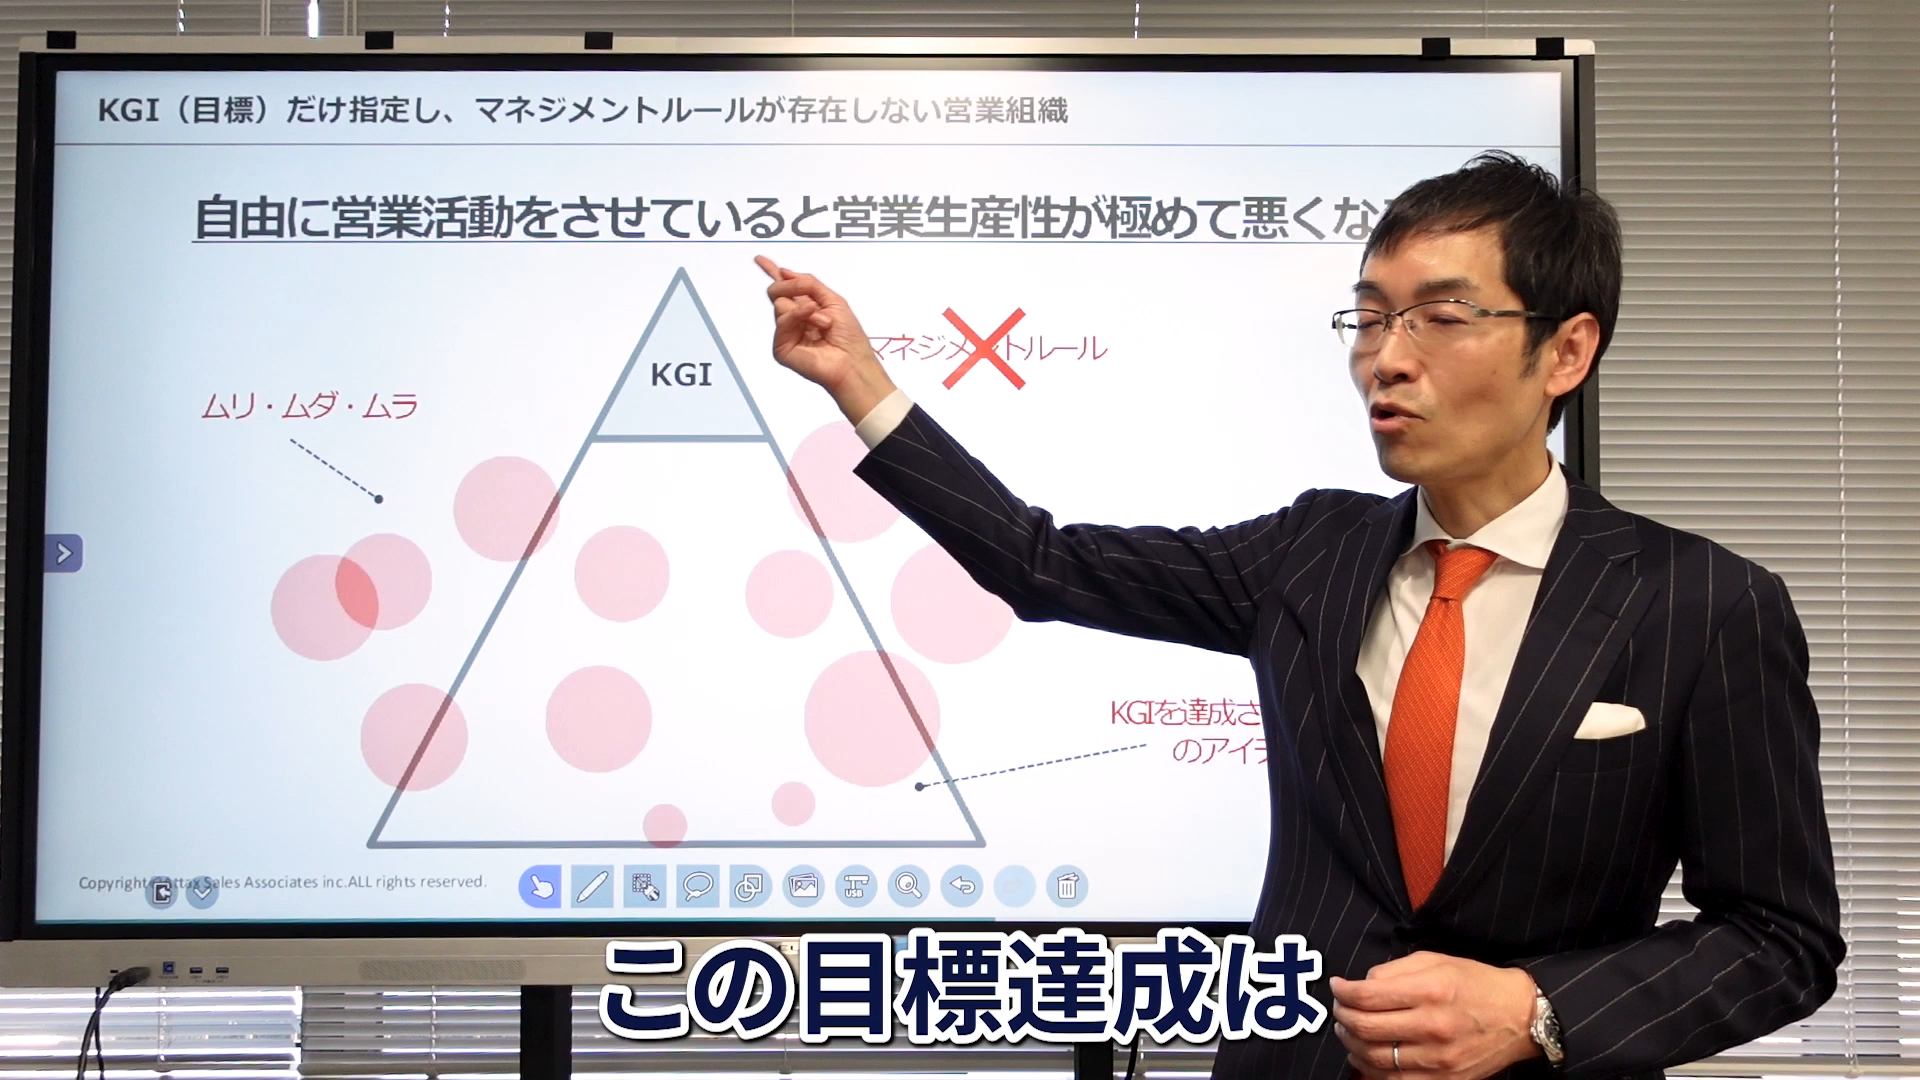 KGI（目標）だけ指定し、マネジメントルールが存在しない営業組織
自由に営業活動をさせていると営業生産性が極めて悪くな
KGI
マネジメントルール
ムリ・ムダ・ムラ
KGIを達成さ
のアイデ
Copyright ©Attax Sales Associates inc.ALL rights reserved.
USB
この目標達成は